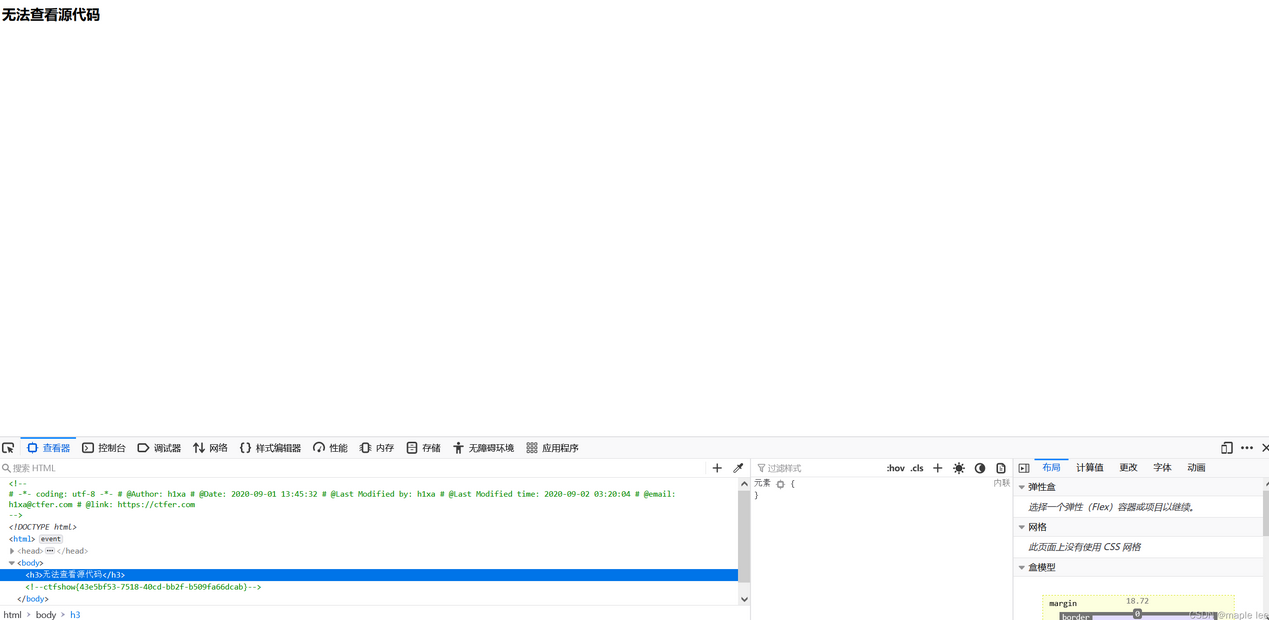 无法查看源代码
查看器 控制台 调试器 网络 样式编辑器 性能 内存 存储 无障碍环境 应用程序
搜索 HTML
<!--
# -*- coding: utf-8 -*- # @Author: h1xa # @Date: 2020-09-01 13:45:32 # @Last Modified by: h1xa # @Last Modified time: 2020-09-02 03:20:04 # @email:
h1xa@ctfer.com # @link: https://ctfer.com
-->
<!DOCTYPE html>
<html> event
<head> ••• </head>
<body>
<h3>无法查看源代码</h3>
<!--ctfshow{43e5bf53-7518-40cd-bb2f-b509fa66dcab}-->
</body>
html > body > h3
过滤样式 :hov .cls
元素 { 内联
}
布局 计算值 更改 字体 动画
弹性盒
选择一个弹性（Flex）容器或项目以继续。
网格
此页面上没有使用 CSS 网格
盒模型
margin 18.72
border 0
CSDN @maple lee